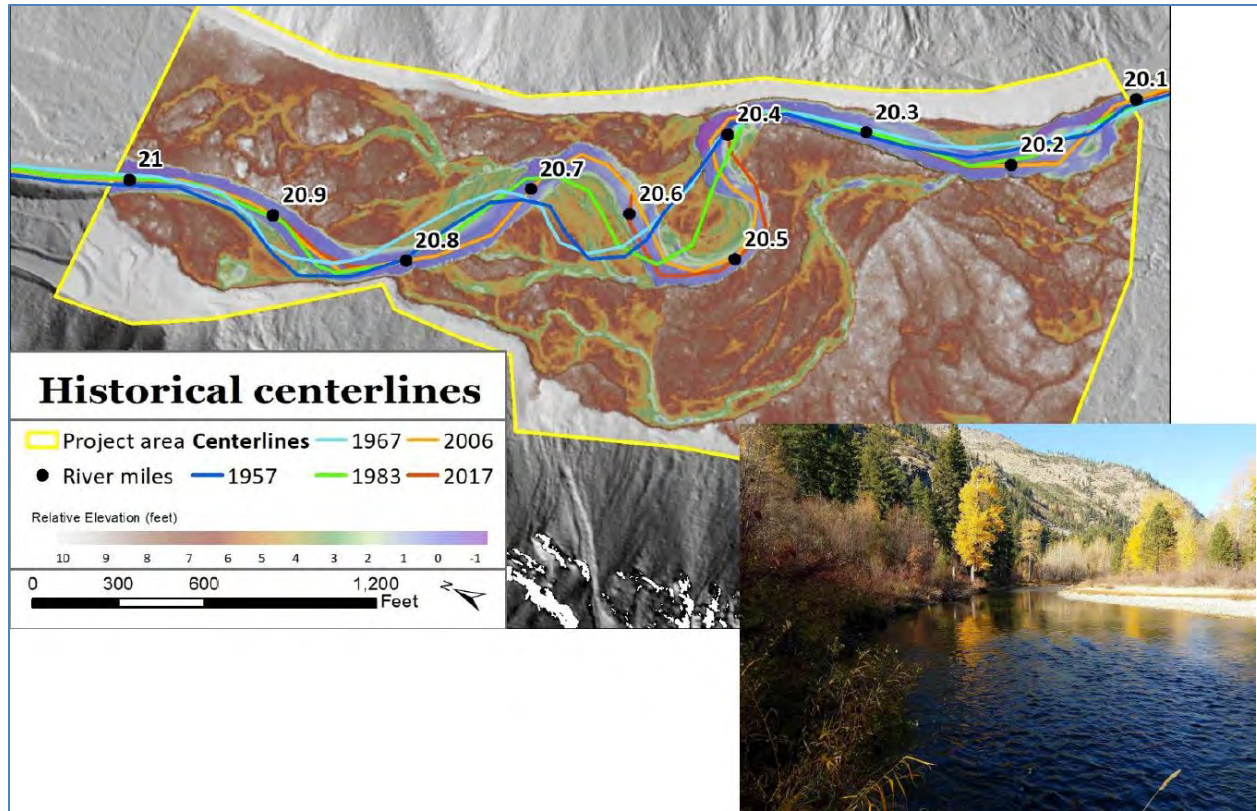 20.1
20.4
20.3
20.2
21
20.7
20.9
20.6
20.8
20.5
Historical centerlines
Project area Centerlines 1967 2006
River miles 1957 1983 2017
Relative Elevation (feet)
10 9 8 7 6 5 4 3 2 1 0 -1
0 300 600 1,200
Feet
N